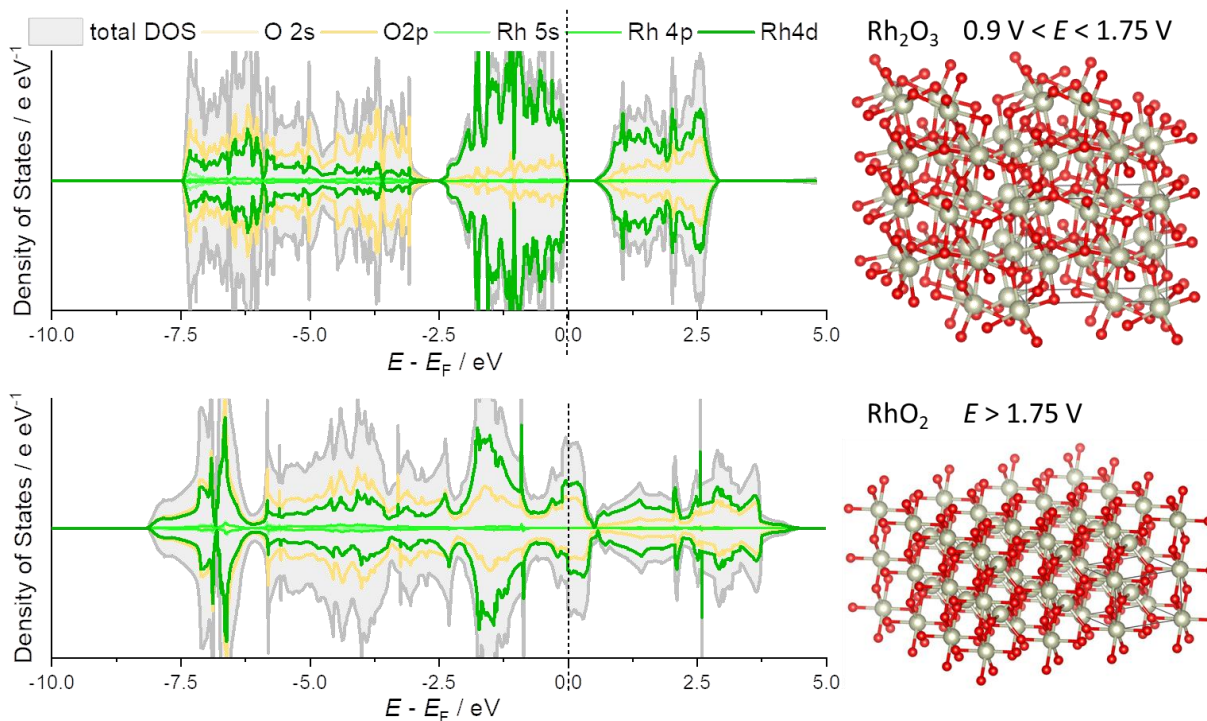 total DOS O 2s O2p Rh 5s Rh 4p Rh4d
Rh₂O₃ 0.9 V < E < 1.75 V
Density of States / e eV⁻¹
-10.0 -7.5 -5.0 -2.5 0.0 2.5 5.0
E - E_F / eV
RhO₂ E > 1.75 V
Density of States / e eV⁻¹
-10.0 -7.5 -5.0 -2.5 0.0 2.5 5.0
E - E_F / eV